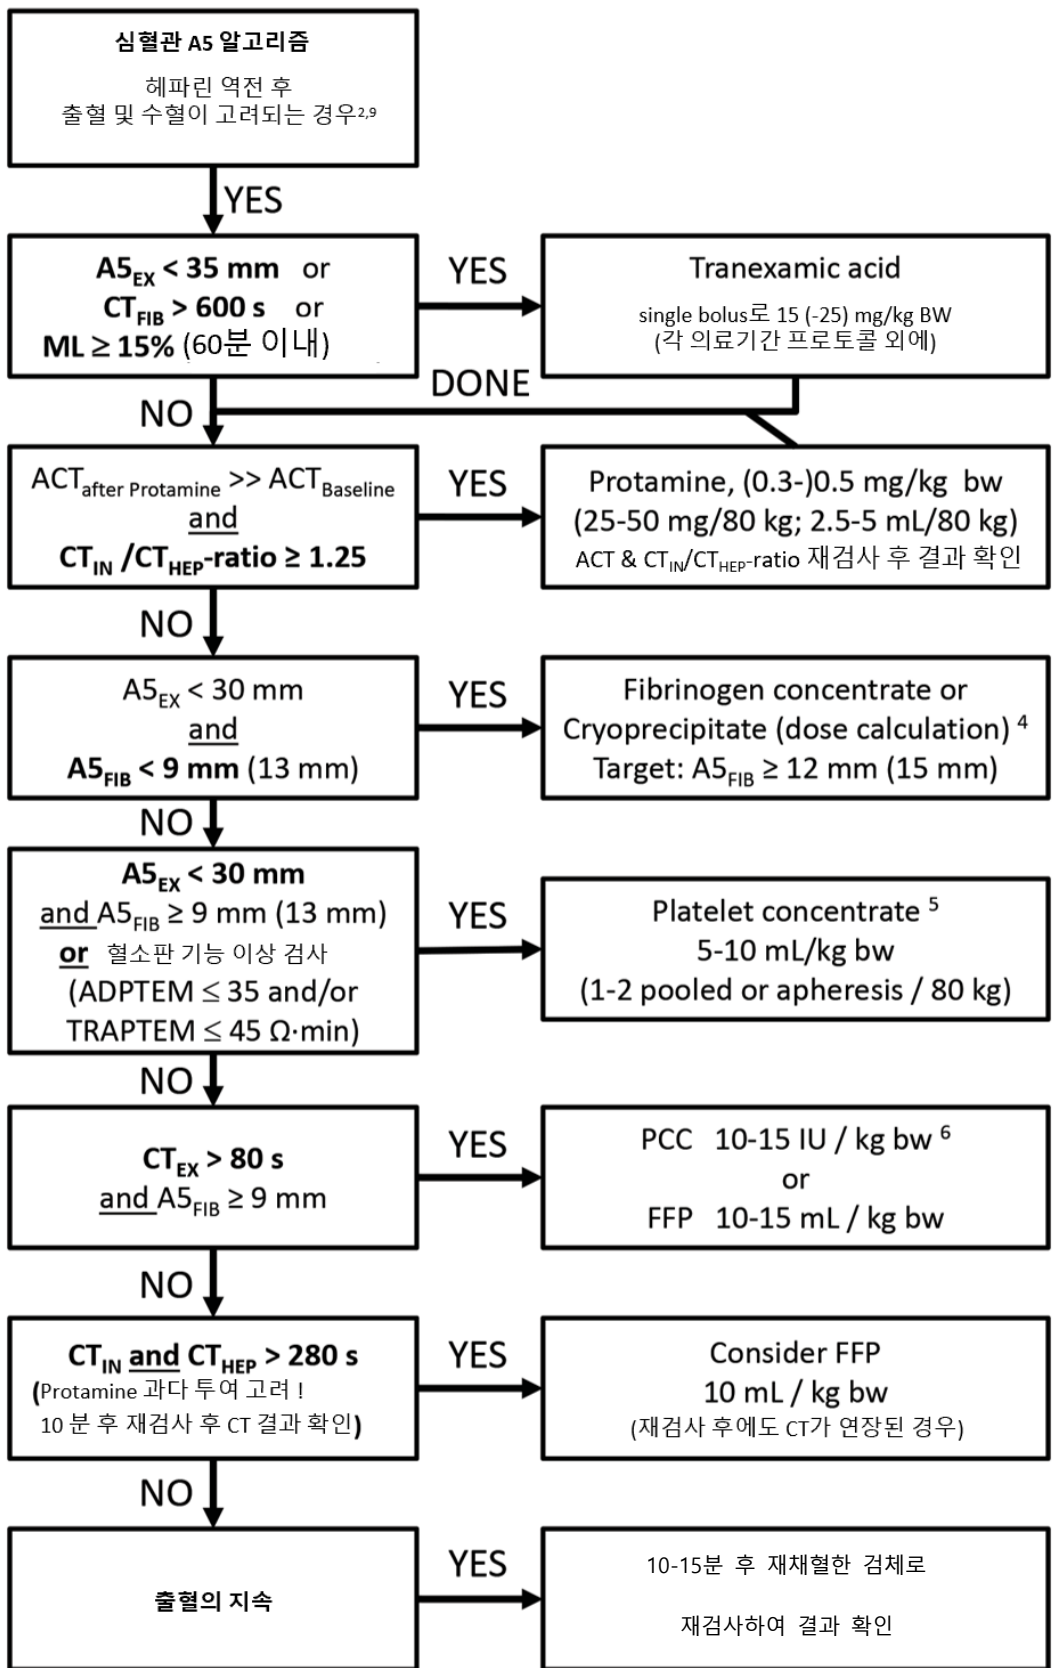 심혈관 A5 알고리즘
헤파린 역전 후
출혈 및 수혈이 고려되는 경우2,9
YES
A5EX < 35 mm or
CTFIB > 600 s or
ML ≥ 15% (60분 이내)
YES
Tranexamic acid
single bolus로 15 (-25) mg/kg BW
(각 의료기간 프로토콜 외에)
DONE
NO
ACTafter Protamine >> ACTBaseline
and
CTIN /CTHEP-ratio ≥ 1.25
YES
Protamine, (0.3-)0.5 mg/kg bw
(25-50 mg/80 kg; 2.5-5 mL/80 kg)
ACT & CTIN/CTHEP-ratio 재검사 후 결과 확인
NO
A5EX < 30 mm
and
A5FIB < 9 mm (13 mm)
YES
Fibrinogen concentrate or
Cryoprecipitate (dose calculation) 4
Target: A5FIB ≥ 12 mm (15 mm)
NO
A5EX < 30 mm
and A5FIB ≥ 9 mm (13 mm)
or 혈소판 기능 이상 검사
(ADPTEM ≤ 35 and/or
TRAPTEM ≤ 45 Ω·min)
YES
Platelet concentrate 5
5-10 mL/kg bw
(1-2 pooled or apheresis / 80 kg)
NO
CTEX > 80 s
and A5FIB ≥ 9 mm
YES
PCC 10-15 IU / kg bw 6
or
FFP 10-15 mL / kg bw
NO
CTIN and CTHEP > 280 s
(Protamine 과다 투여 고려 !
10 분 후 재검사 후 CT 결과 확인)
YES
Consider FFP
10 mL / kg bw
(재검사 후에도 CT가 연장된 경우)
NO
출혈의 지속
YES
10-15분 후 재채혈한 검체로
재검사하여 결과 확인